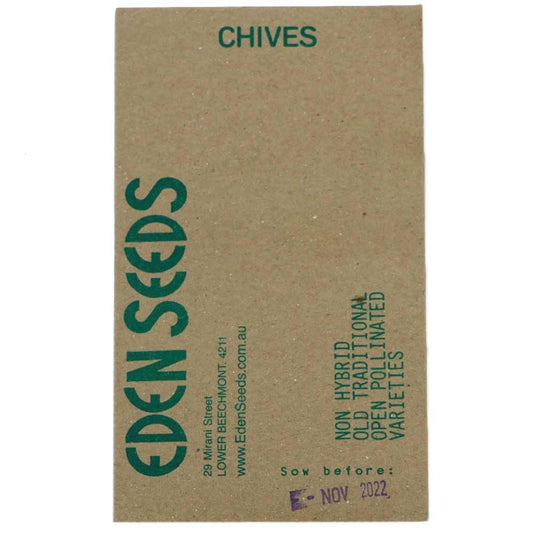 CHIVES
EDEN SEEDS
29 Mirani Street
LOWER BEECHMONT. 4211
www.EdenSeeds.com.au
NON HYBRID
OLD TRADITIONAL
OPEN POLLINATED
VARIETIES
Sow before:
E- NOV 2022